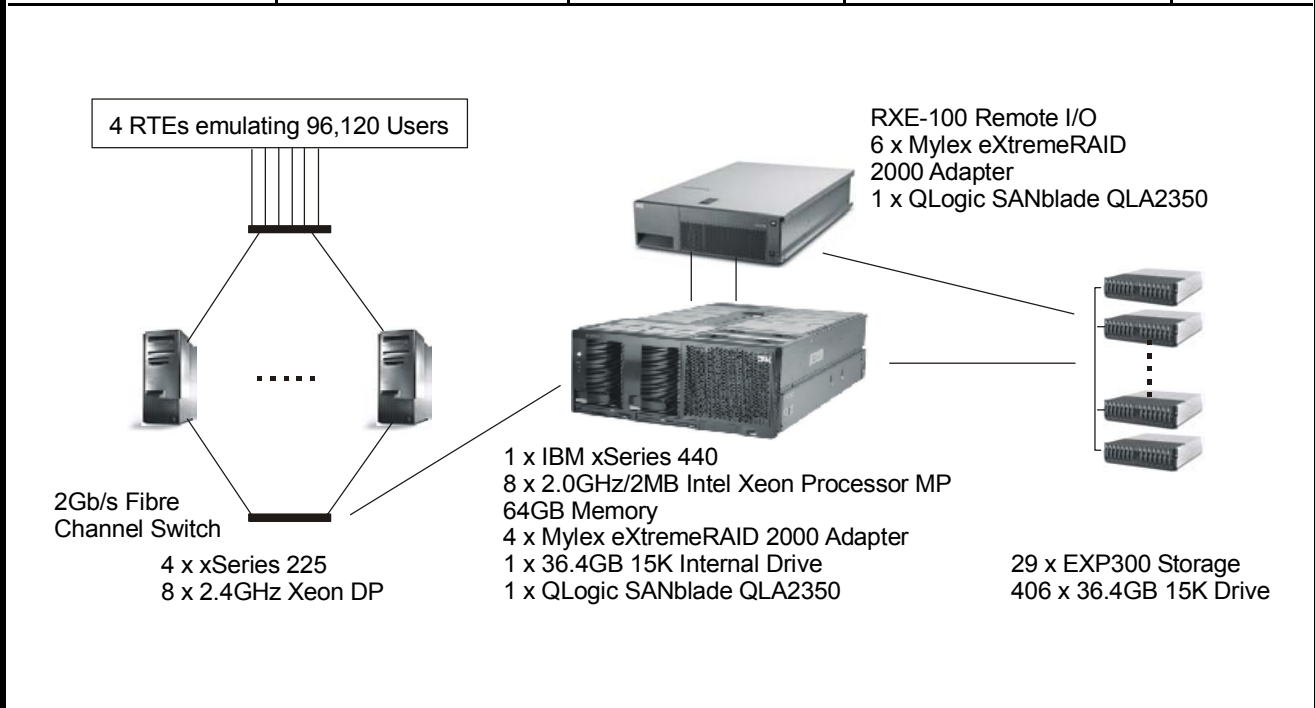 4 RTEs emulating 96,120 Users
RXE-100 Remote I/O
6 x Mylex eXtremeRAID
2000 Adapter
1 x QLogic SANblade QLA2350
2Gb/s Fibre
Channel Switch
4 x xSeries 225
8 x 2.4GHz Xeon DP
1 x IBM xSeries 440
8 x 2.0GHz/2MB Intel Xeon Processor MP
64GB Memory
4 x Mylex eXtremeRAID 2000 Adapter
1 x 36.4GB 15K Internal Drive
1 x QLogic SANblade QLA2350
29 x EXP300 Storage
406 x 36.4GB 15K Drive